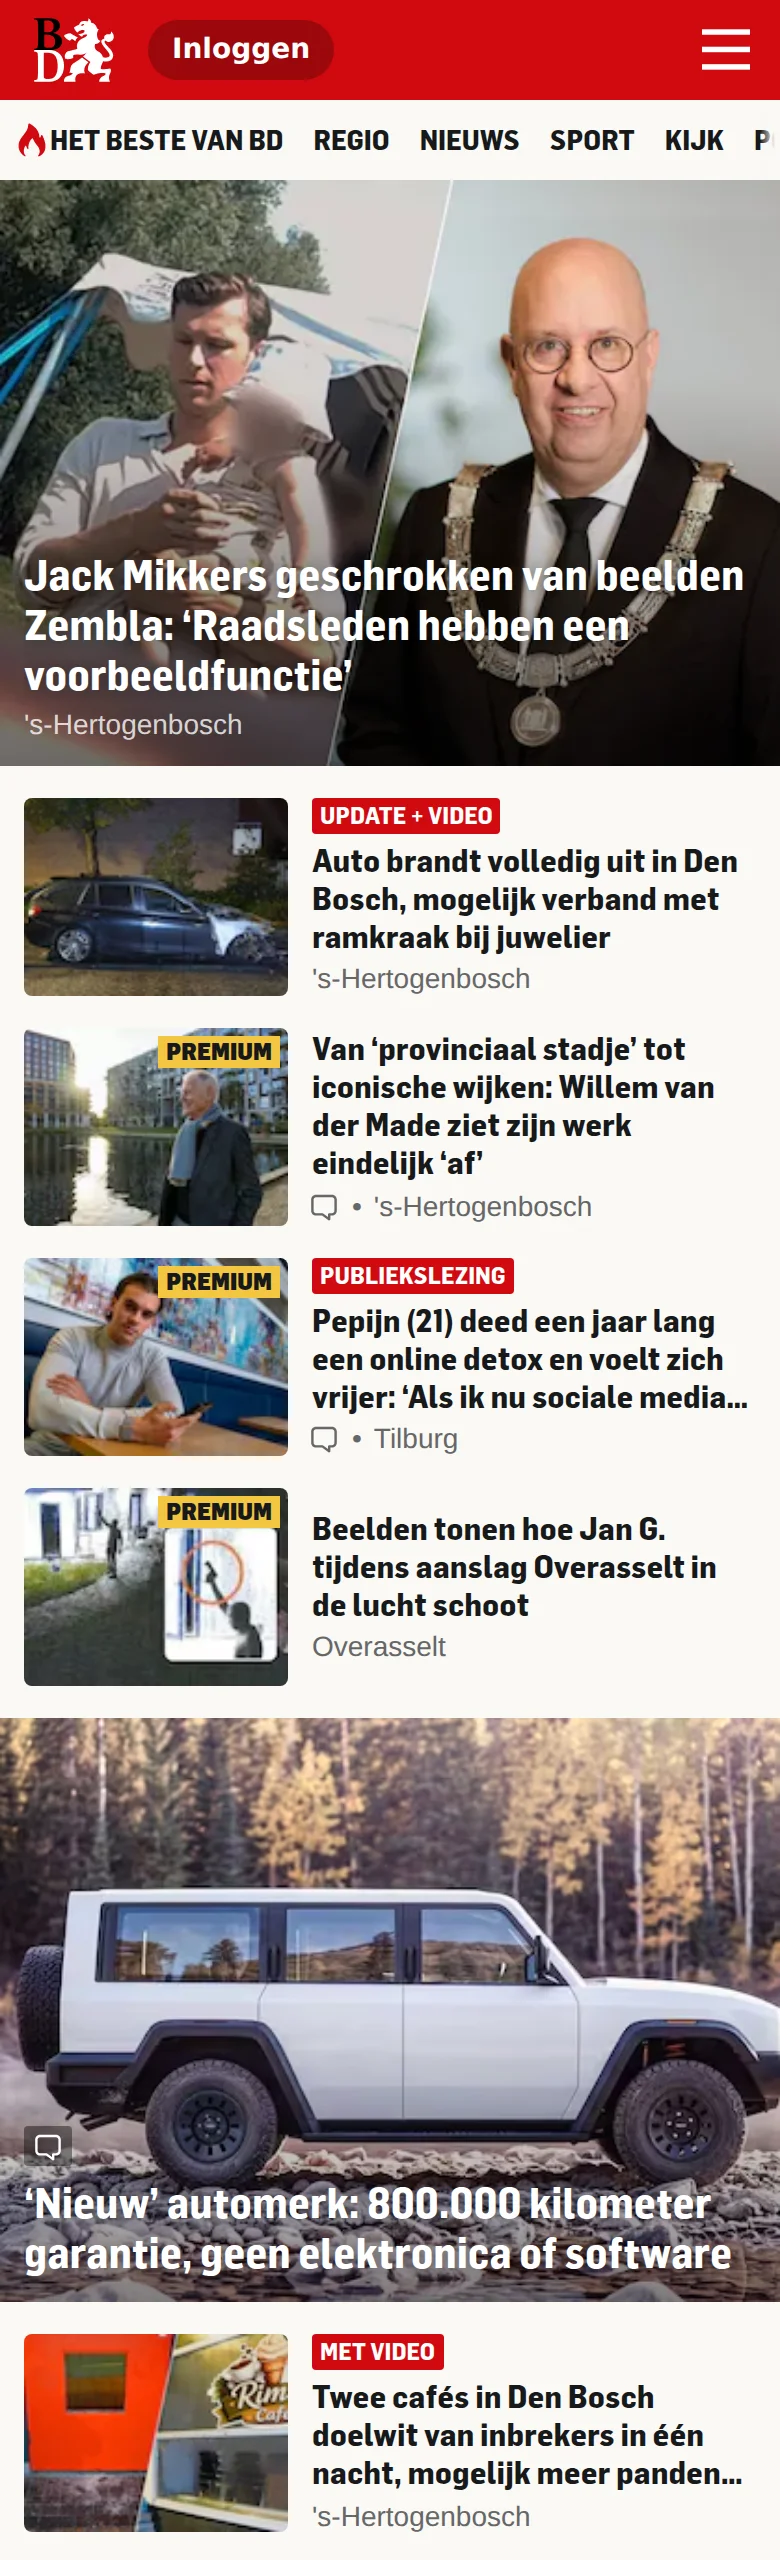 BD
Inloggen
HET BESTE VAN BD REGIO NIEUWS SPORT KIJK
Jack Mikkers geschrokken van beelden
Zembla: ‘Raadsleden hebben een
voorbeeldfunctie’
's-Hertogenbosch
UPDATE + VIDEO
Auto brandt volledig uit in Den
Bosch, mogelijk verband met
ramkraak bij juwelier
's-Hertogenbosch
PREMIUM
Van ‘provinciaal stadje’ tot
iconische wijken: Willem van
der Made ziet zijn werk
eindelijk ‘af’
• 's-Hertogenbosch
PREMIUM
PUBLIEKSLEZING
Pepijn (21) deed een jaar lang
een online detox en voelt zich
vrijer: ‘Als ik nu sociale media...
• Tilburg
PREMIUM
Beelden tonen hoe Jan G.
tijdens aanslag Overasselt in
de lucht schoot
Overasselt
‘Nieuw’ automerk: 800.000 kilometer
garantie, geen elektronica of software
MET VIDEO
Twee cafés in Den Bosch
doelwit van inbrekers in één
nacht, mogelijk meer panden...
's-Hertogenbosch